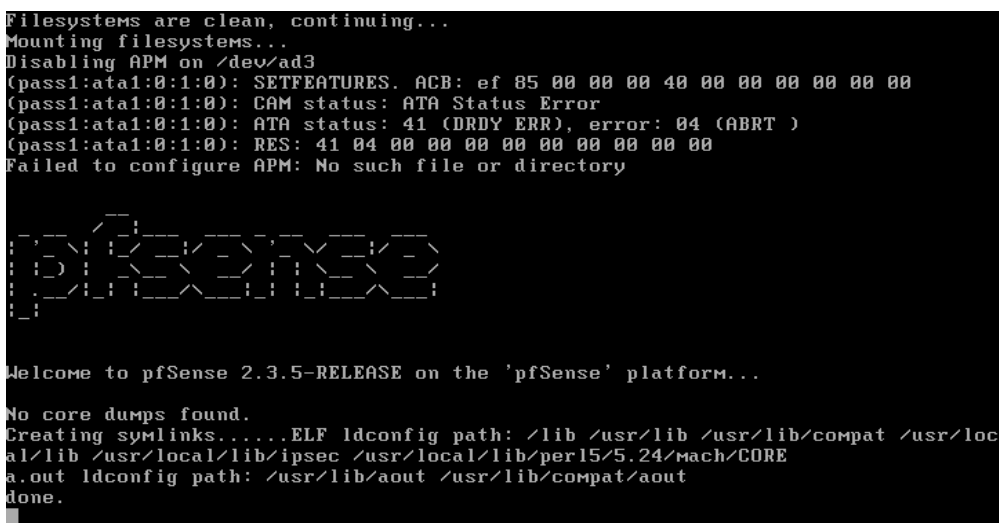 Filesystems are clean, continuing...
Mounting filesystems...
Disabling APM on /dev/ad3
(pass1:ata1:0:1:0): SETFEATURES. ACB: ef 85 00 00 00 40 00 00 00 00 00 00
(pass1:ata1:0:1:0): CAM status: ATA Status Error
(pass1:ata1:0:1:0): ATA status: 41 (DRDY ERR), error: 04 (ABRT )
(pass1:ata1:0:1:0): RES: 41 04 00 00 00 00 00 00 00 00 00
Failed to configure APM: No such file or directory
pfsense
Welcome to pfSense 2.3.5-RELEASE on the 'pfSense' platform...
No core dumps found.
Creating symlinks......ELF ldconfig path: /lib /usr/lib /usr/lib/compat /usr/loc
al/lib /usr/local/lib/ipsec /usr/local/lib/perl5/5.24/mach/CORE
a.out ldconfig path: /usr/lib/aout /usr/lib/compat/aout
done.